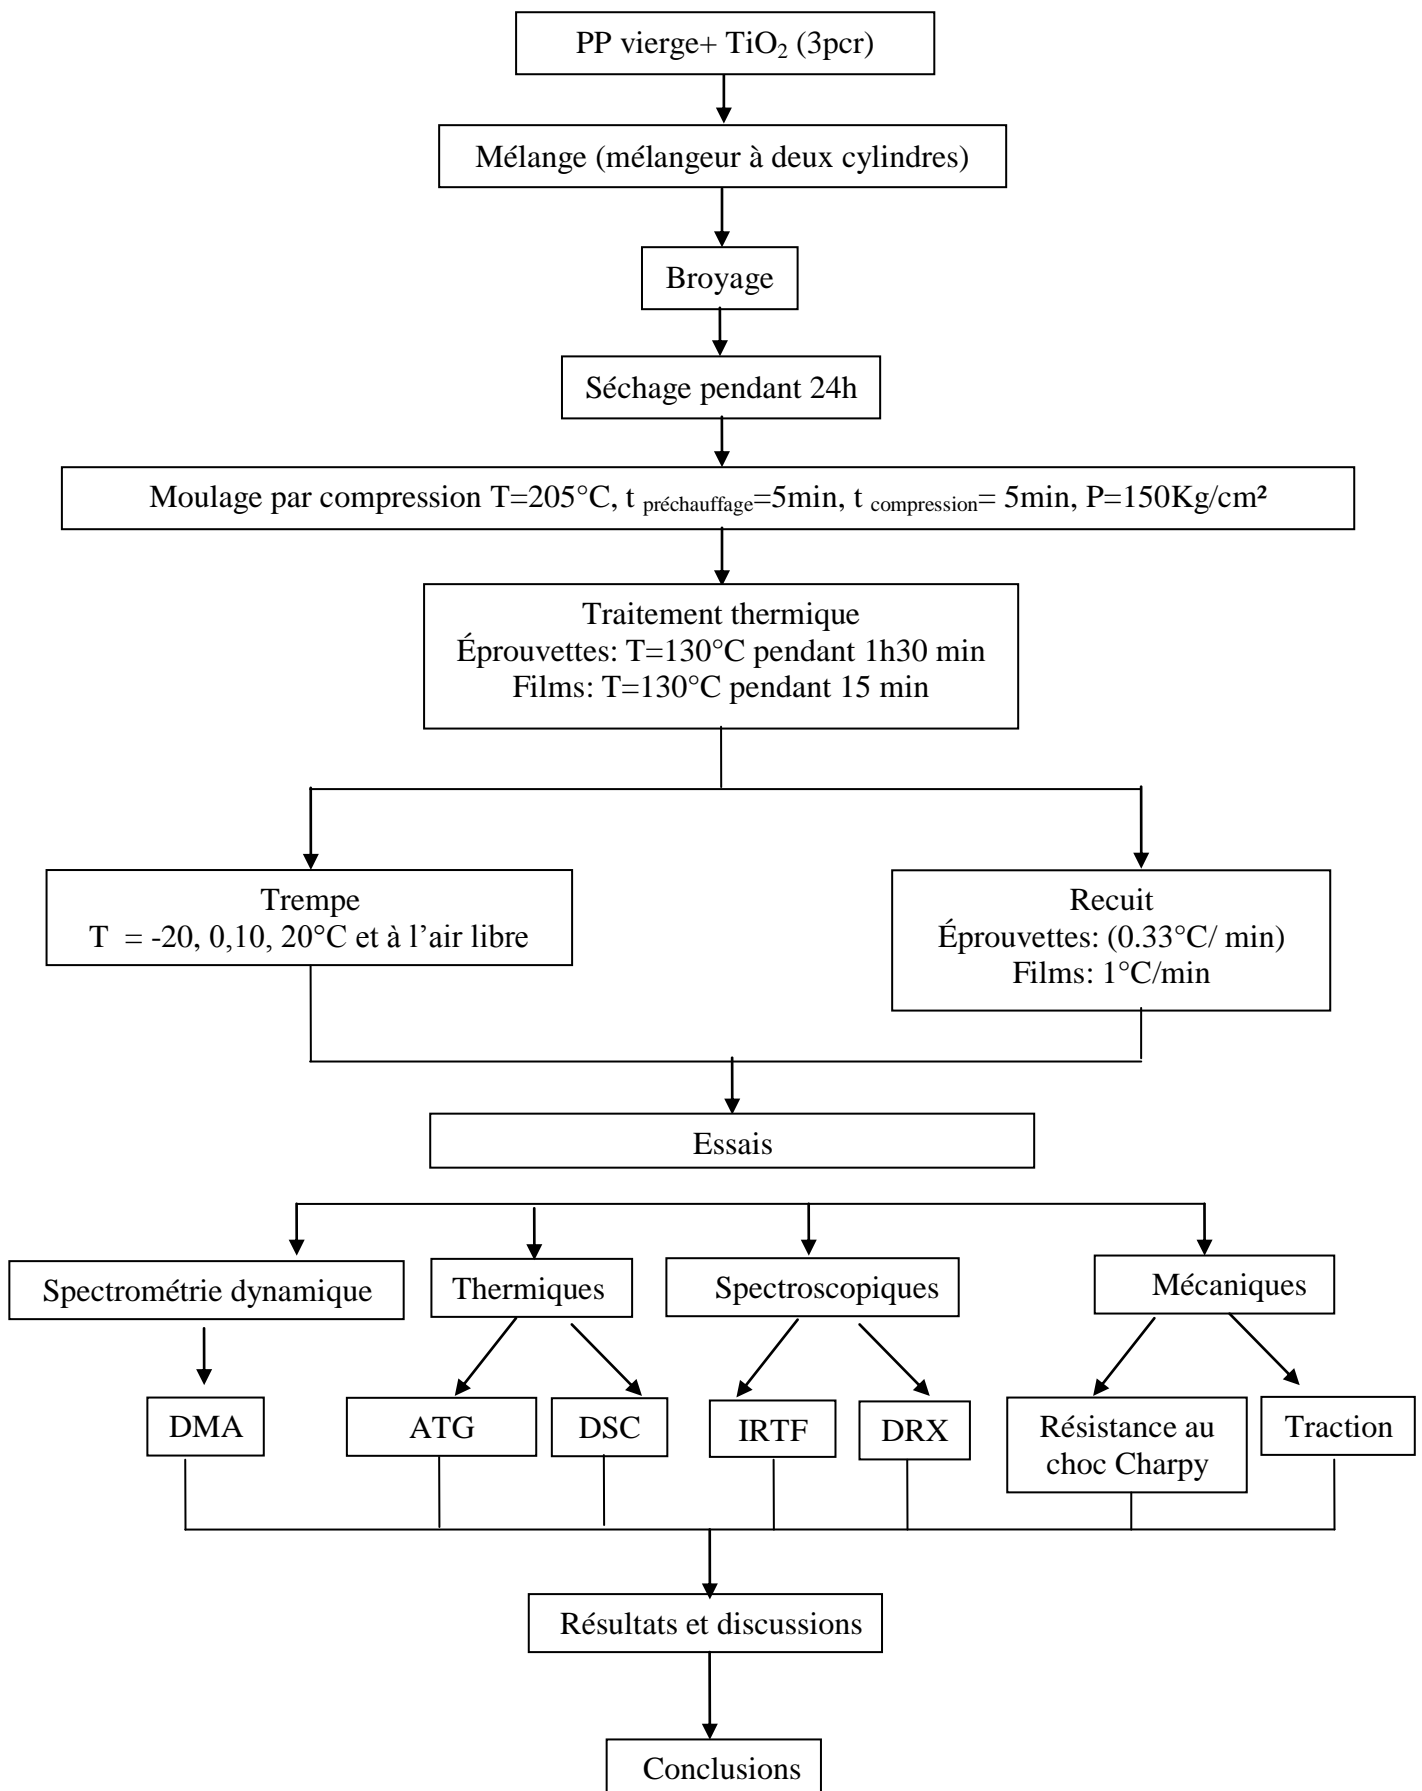 PP vierge+ TiO₂ (3pcr)
Mélange (mélangeur à deux cylindres)
Broyage
Séchage pendant 24h
Moulage par compression T=205°C, t préchauffage=5min, t compression= 5min, P=150Kg/cm²
Traitement thermique
Éprouvettes: T=130°C pendant 1h30 min
Films: T=130°C pendant 15 min
Trempe
T = -20, 0,10, 20°C et à l’air libre
Recuit
Éprouvettes: (0.33°C/ min)
Films: 1°C/min
Essais
Spectrométrie dynamique
Thermiques
Spectroscopiques
Mécaniques
DMA
ATG
DSC
IRTF
DRX
Résistance au
choc Charpy
Traction
Résultats et discussions
Conclusions